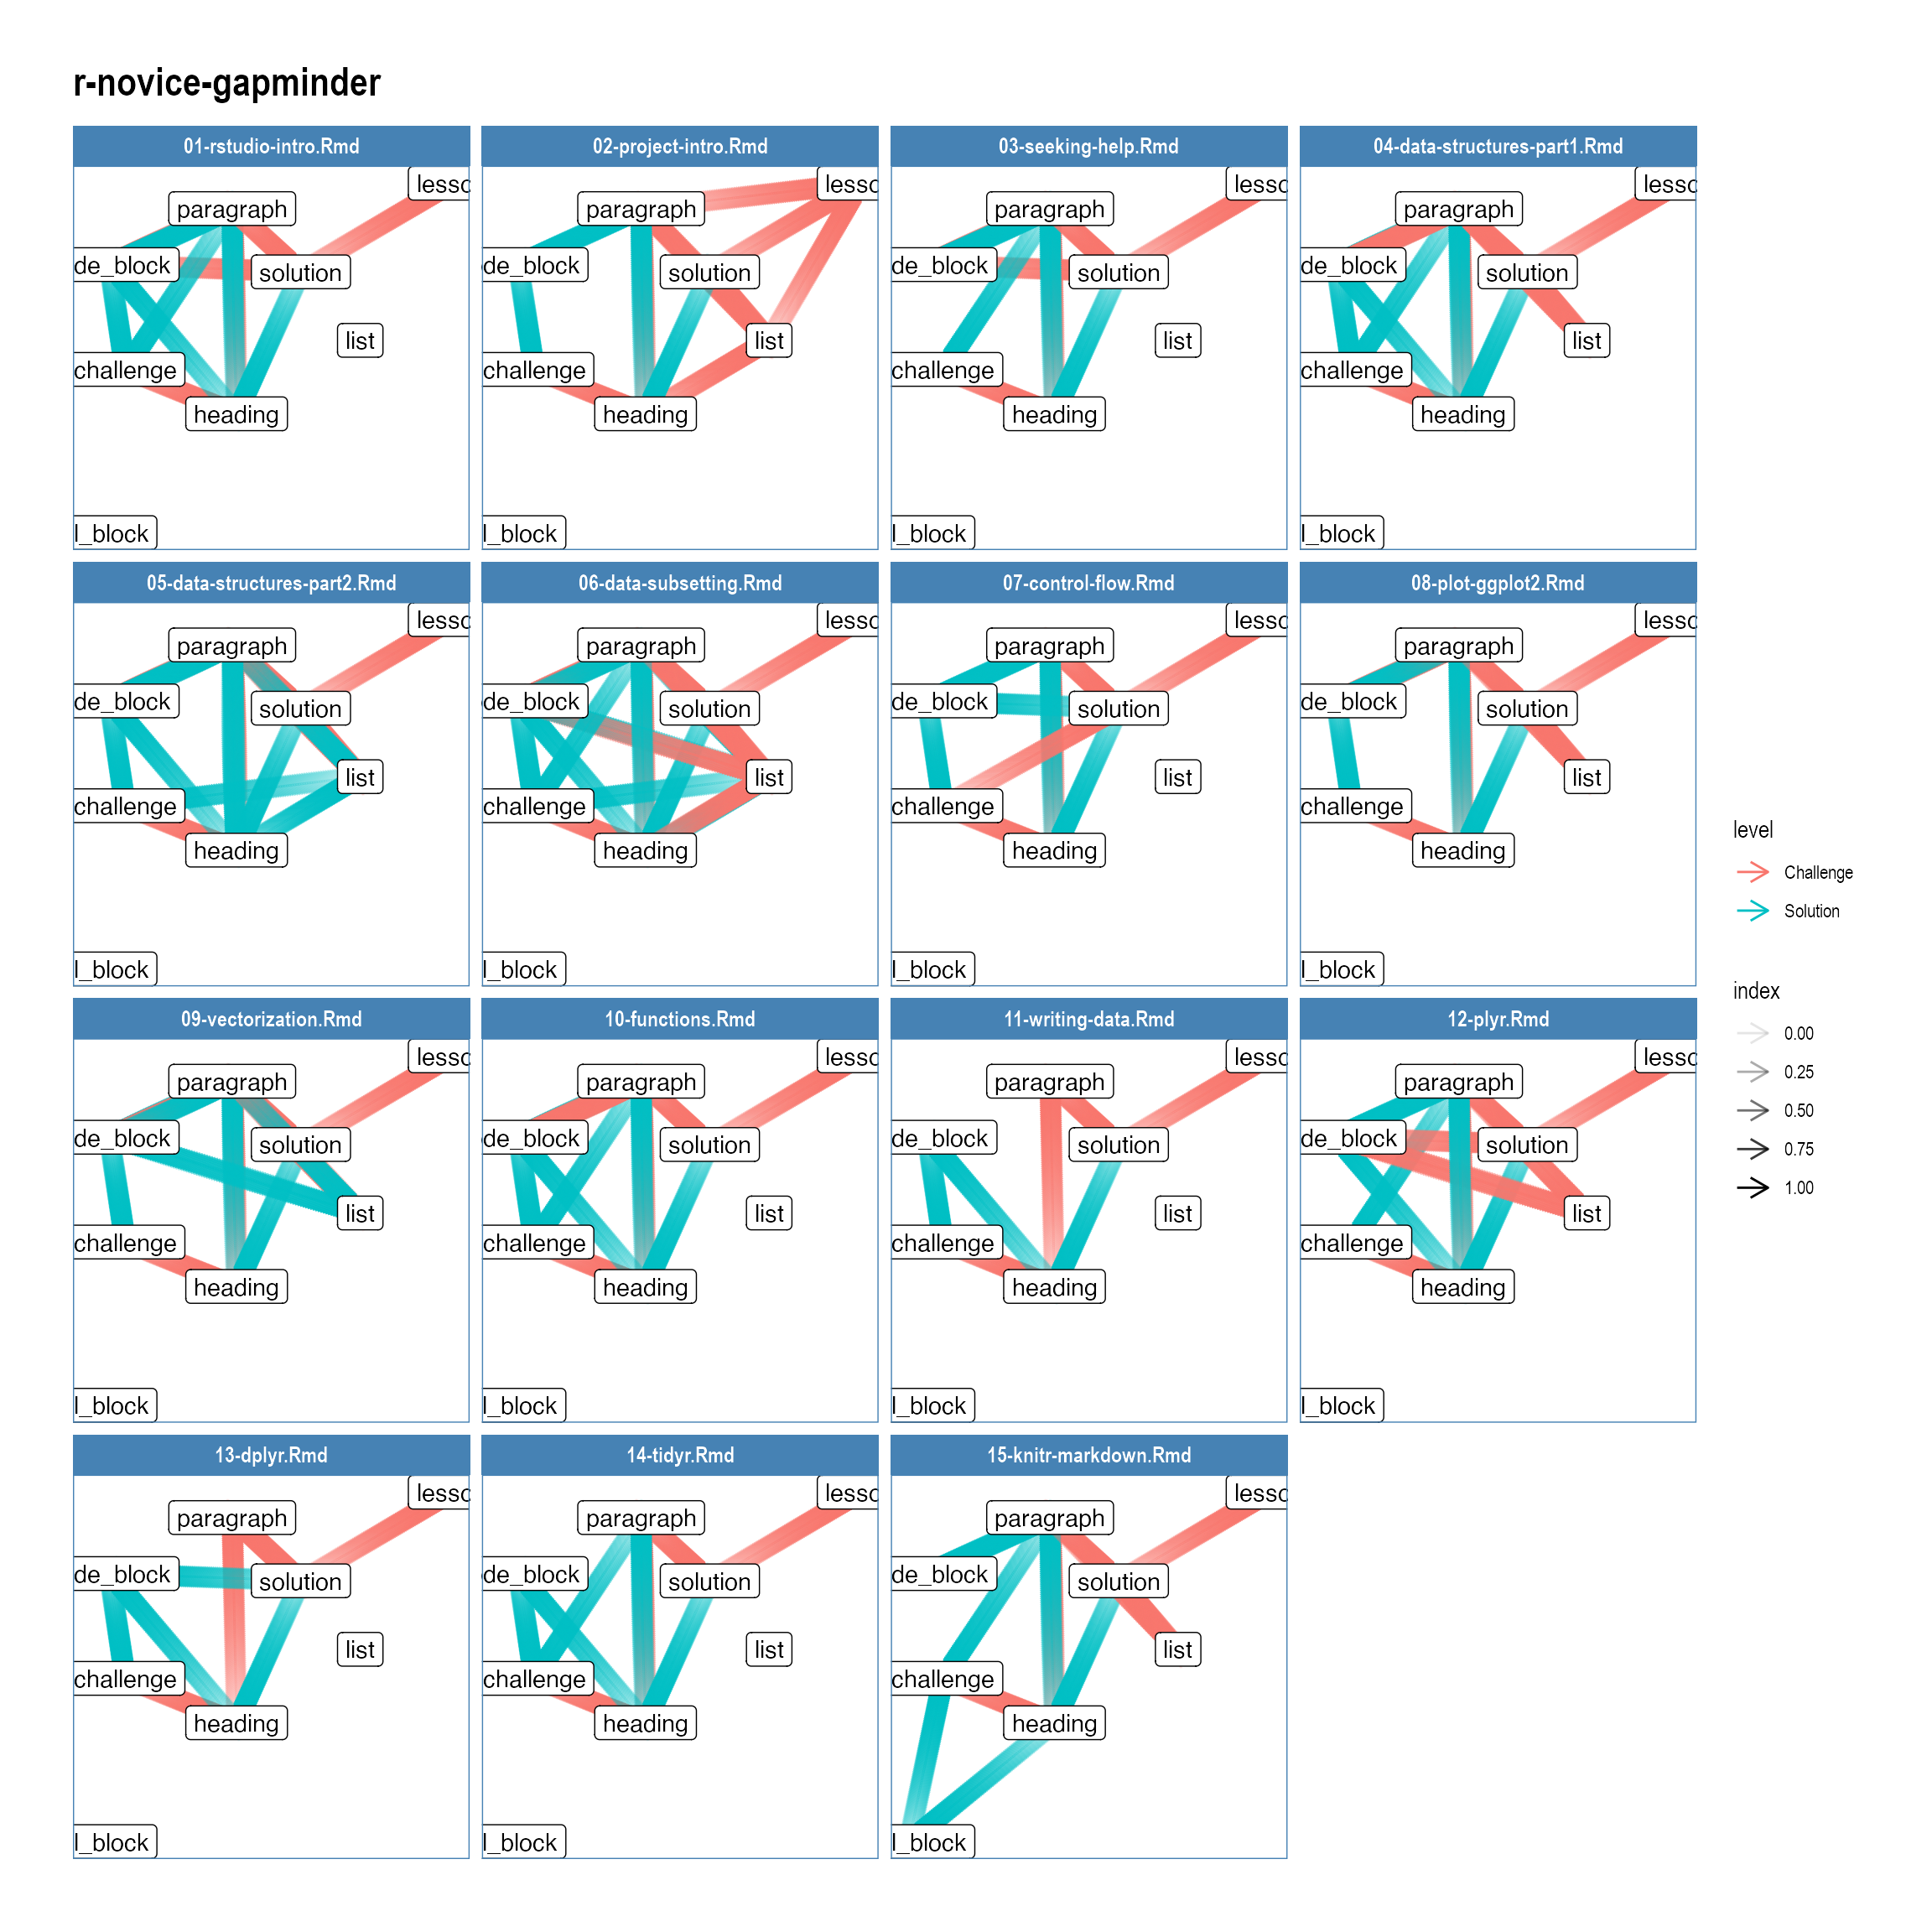 r-novice-gapminder
01-rstudio-intro.Rmd
paragraph
lesso
de_block
solution
list
challenge
heading
l_block
02-project-intro.Rmd
paragraph
lesso
de_block
solution
list
challenge
heading
l_block
03-seeking-help.Rmd
paragraph
lesso
de_block
solution
list
challenge
heading
l_block
04-data-structures-part1.Rmd
paragraph
lesso
de_block
solution
list
challenge
heading
l_block
05-data-structures-part2.Rmd
paragraph
lesso
de_block
solution
list
challenge
heading
l_block
06-data-subsetting.Rmd
paragraph
lesso
de_block
solution
list
challenge
heading
l_block
07-control-flow.Rmd
paragraph
lesso
de_block
solution
list
challenge
heading
l_block
08-plot-ggplot2.Rmd
paragraph
lesso
de_block
solution
list
challenge
heading
l_block
09-vectorization.Rmd
paragraph
lesso
de_block
solution
list
challenge
heading
l_block
10-functions.Rmd
paragraph
lesso
de_block
solution
list
challenge
heading
l_block
11-writing-data.Rmd
paragraph
lesso
de_block
solution
list
challenge
heading
l_block
12-plyr.Rmd
paragraph
lesso
de_block
solution
list
challenge
heading
l_block
13-dplyr.Rmd
paragraph
lesso
de_block
solution
list
challenge
heading
l_block
14-tidyr.Rmd
paragraph
lesso
de_block
solution
list
challenge
heading
l_block
15-knitr-markdown.Rmd
paragraph
lesso
de_block
solution
list
challenge
heading
l_block
level
Challenge
Solution
index
0.00
0.25
0.50
0.75
1.00